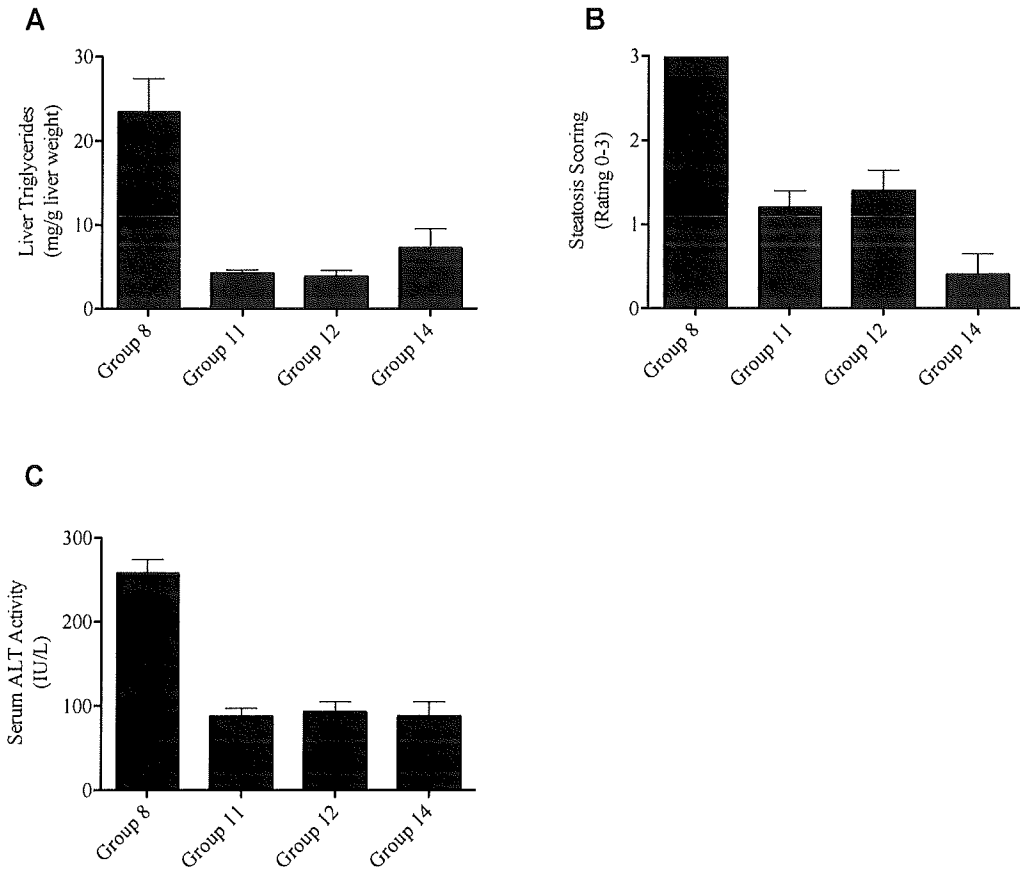 A
Liver Triglycerides
(mg/g liver weight)
30
20
10
0
Group 8
Group 11
Group 12
Group 14
B
Steatosis Scoring
(Rating 0-3)
3
2
1
0
Group 8
Group 11
Group 12
Group 14
C
Serum ALT Activity
(IU/L)
300
200
100
0
Group 8
Group 11
Group 12
Group 14